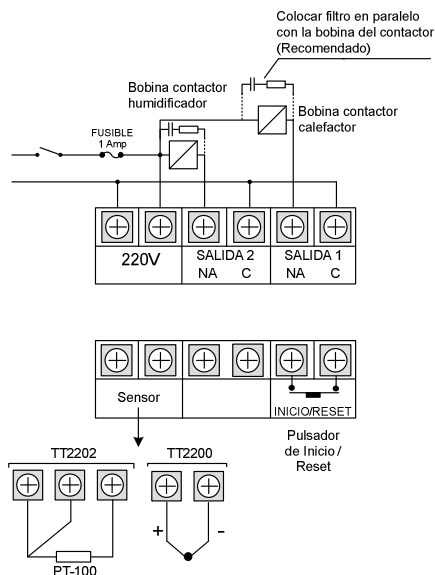 Colocar filtro en paralelo
con la bobina del contactor
(Recomendado)
Bobina contactor
humidificador
Bobina contactor
calefactor
FUSIBLE
1 Amp
220V
SALIDA 2
NA C
SALIDA 1
NA C
Sensor
INICIO/RESET
Pulsador
de Inicio /
Reset
TT2202
TT2200
+ -
PT-100